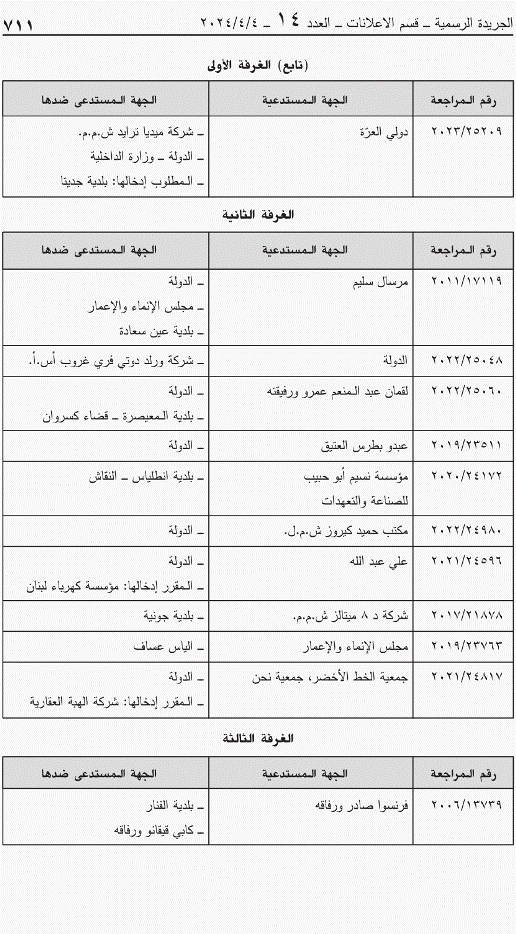 الجريدة الرسمية – قسم الاعلانات – العدد ١٤ – ٢٠٢٤/٤/٤ ٧١١
(تابع) الغرفة الأولى
رقم المراجعة الجهة المستدعية الجهة المستدعى ضدها
٢٠٢٣/٢٥٢٠٩ دولي العزّة – شركة ميديا ترايد ش.م.م.
– الدولة – وزارة الداخلية
– المطلوب إدخالها: بلدية جديتا
الغرفة الثانية
رقم المراجعة الجهة المستدعية الجهة المستدعى ضدها
٢٠١١/١٧١١٩ مرسال سليم – الدولة
– مجلس الإنماء والإعمار
– بلدية عين سعادة
٢٠٢٢/٢٥٠٤٨ الدولة – شركة ورلد دوتي فري غروب أس.أ.
٢٠٢٢/٢٥٠٦٠ لقمان عبد المنعم عمرو ورفيقته – الدولة
– بلدية المعيصرة – قضاء كسروان
٢٠١٩/٢٣٥١١ عبدو بطرس العتيق – الدولة
٢٠٢٠/٢٤١٧٢ مؤسسة نسيم أبو حبيب – بلدية انطلياس – النقاش
للصناعة والتعهدات
٢٠٢٢/٢٤٩٨٠ مكتب حميد كيروز ش.م.ل. – الدولة
٢٠٢١/٢٤٥٩٦ علي عبد الله – الدولة
– المقرر إدخالها: مؤسسة كهرباء لبنان
٢٠١٧/٢١٨٧٨ شركة د ٨ ميتالز ش.م.م. – بلدية جونية
٢٠١٩/٢٣٧٦٣ مجلس الإنماء والإعمار – الياس عساف
٢٠٢١/٢٤٨١٧ جمعية الخط الأخضر، جمعية نحن – الدولة
– المقرر إدخالها: شركة الهبة العقارية
الغرفة الثالثة
رقم المراجعة الجهة المستدعية الجهة المستدعى ضدها
٢٠٠٦/١٣٧٣٩ فرنسوا صادر ورفاقه – بلدية الفنار
– كابي قيقانو ورفاقه